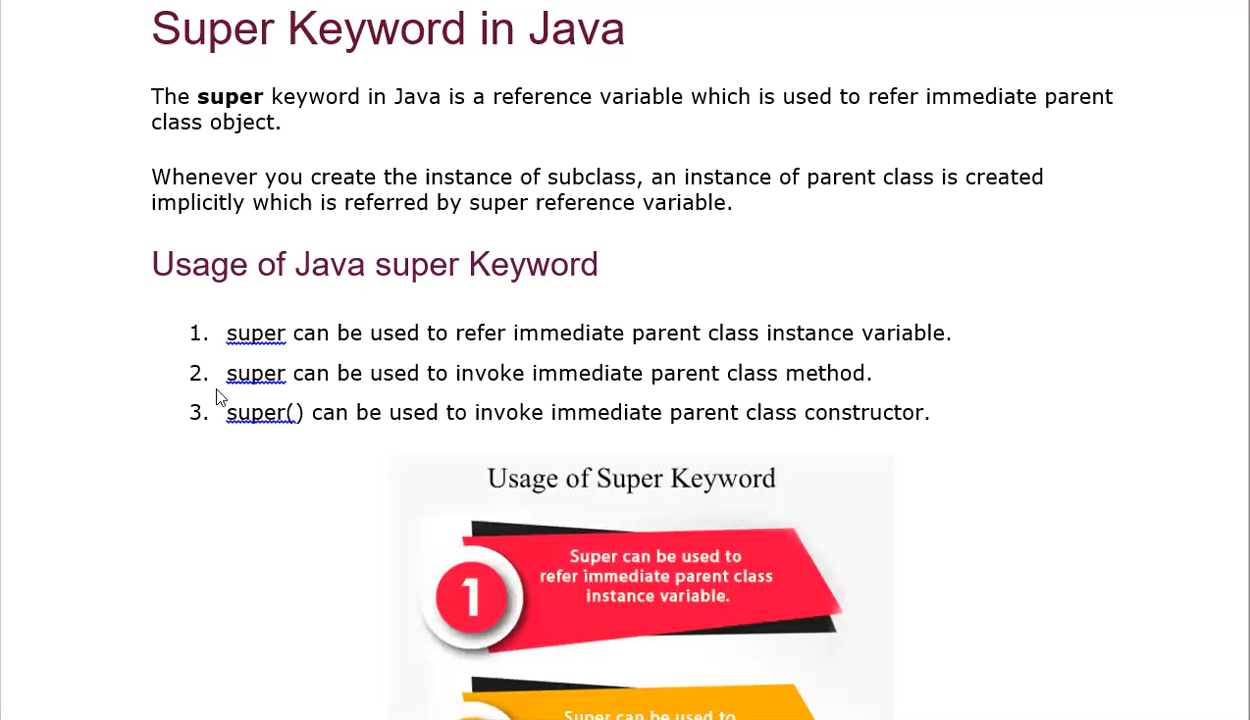 Super Keyword in Java
The super keyword in Java is a reference variable which is used to refer immediate parent
class object.
Whenever you create the instance of subclass, an instance of parent class is created
implicitly which is referred by super reference variable.
Usage of Java super Keyword
1. super can be used to refer immediate parent class instance variable.
2. super can be used to invoke immediate parent class method.
3. super() can be used to invoke immediate parent class constructor.
Usage of Super Keyword
1
Super can be used to
refer immediate parent class
instance variable.
Super can be used to